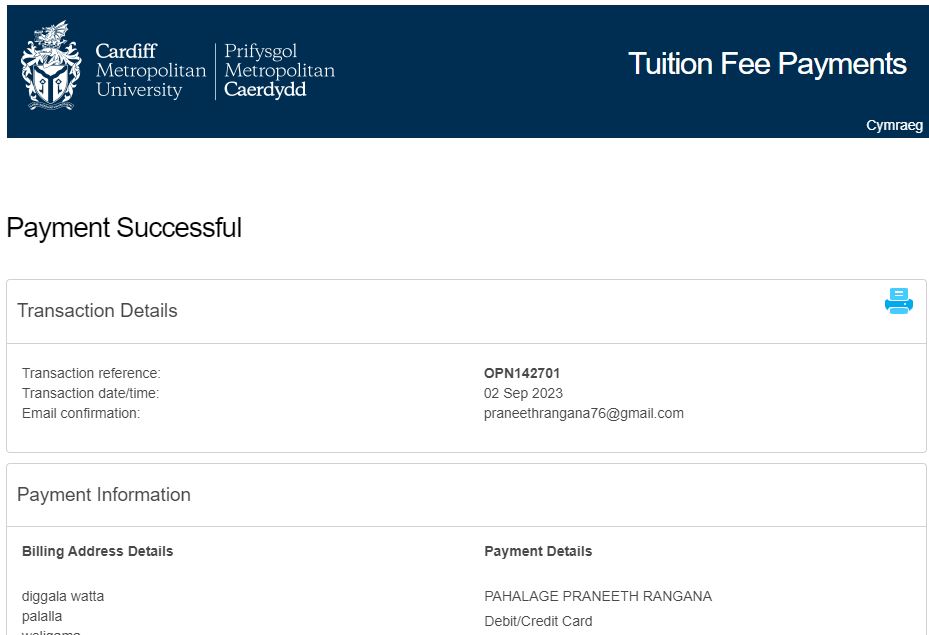 Cardiff
Metropolitan
University
Prifysgol
Metropolitan
Caerdydd
Tuition Fee Payments
Cymraeg
Payment Successful
Transaction Details
Transaction reference: OPN142701
Transaction date/time: 02 Sep 2023
Email confirmation: praneethrangana76@gmail.com
Payment Information
Billing Address Details
Payment Details
diggala watta
PAHALAGE PRANEETH RANGANA
palalla
Debit/Credit Card
weligama